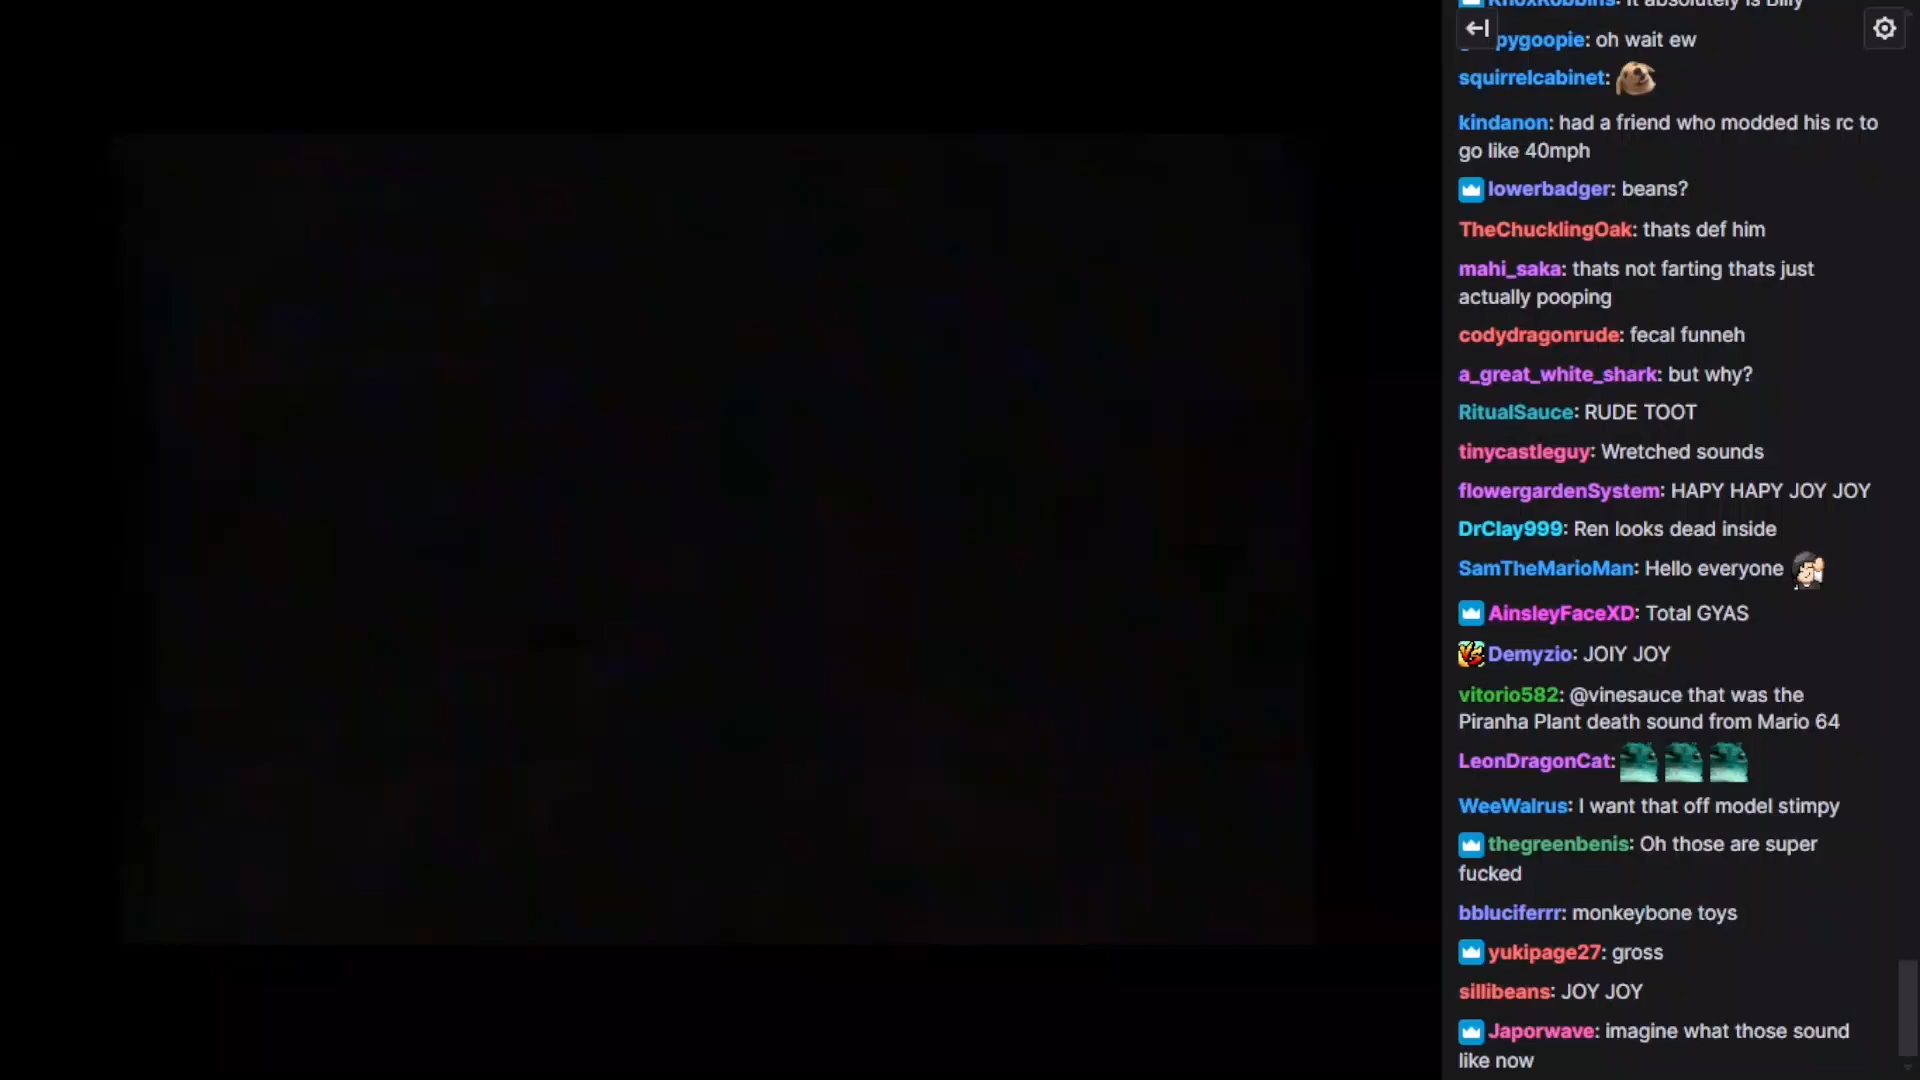 KnoxRobbins: it absolutely is Billy
pygoopie: oh wait ew
squirrelcabinet:
kindanon: had a friend who modded his rc to
go like 40mph
lowerbadger: beans?
TheChucklingOak: thats def him
mahi_saka: thats not farting thats just
actually pooping
codydragonrude: fecal funneh
a_great_white_shark: but why?
RitualSauce: RUDE TOOT
tinycastleguy: Wretched sounds
flowergardenSystem: HAPY HAPY JOY JOY
DrClay999: Ren looks dead inside
SamTheMarioMan: Hello everyone
AinsleyFaceXD: Total GYAS
Demyzio: JOIY JOY
vitorio582: @vinesauce that was the
Piranha Plant death sound from Mario 64
LeonDragonCat:
WeeWalrus: I want that off model stimpy
thegreenbenis: Oh those are super
fucked
bbluciferrr: monkeybone toys
yukipage27: gross
sillibeans: JOY JOY
Japorwave: imagine what those sound
like now